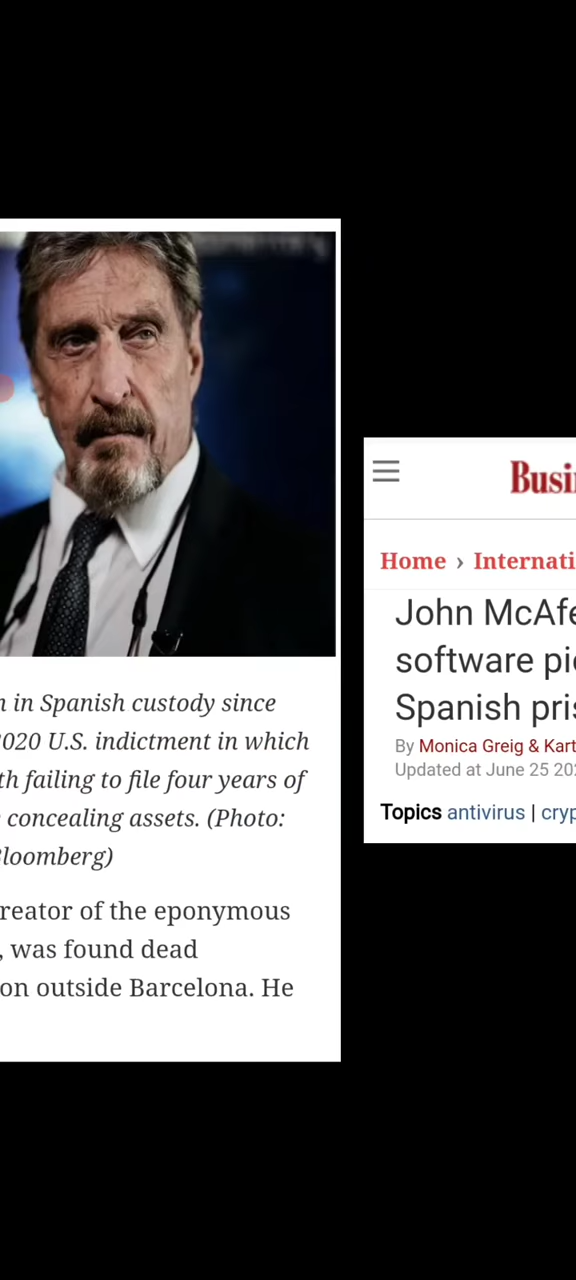 n in Spanish custody since
2020 U.S. indictment in which
th failing to file four years of
concealing assets. (Photo:
Bloomberg)
reator of the eponymous
, was found dead
on outside Barcelona. He
Busi
Home › Internati
John McAfe
software pi
Spanish pris
By Monica Greig & Kart
Updated at June 25 202
Topics antivirus | cryp